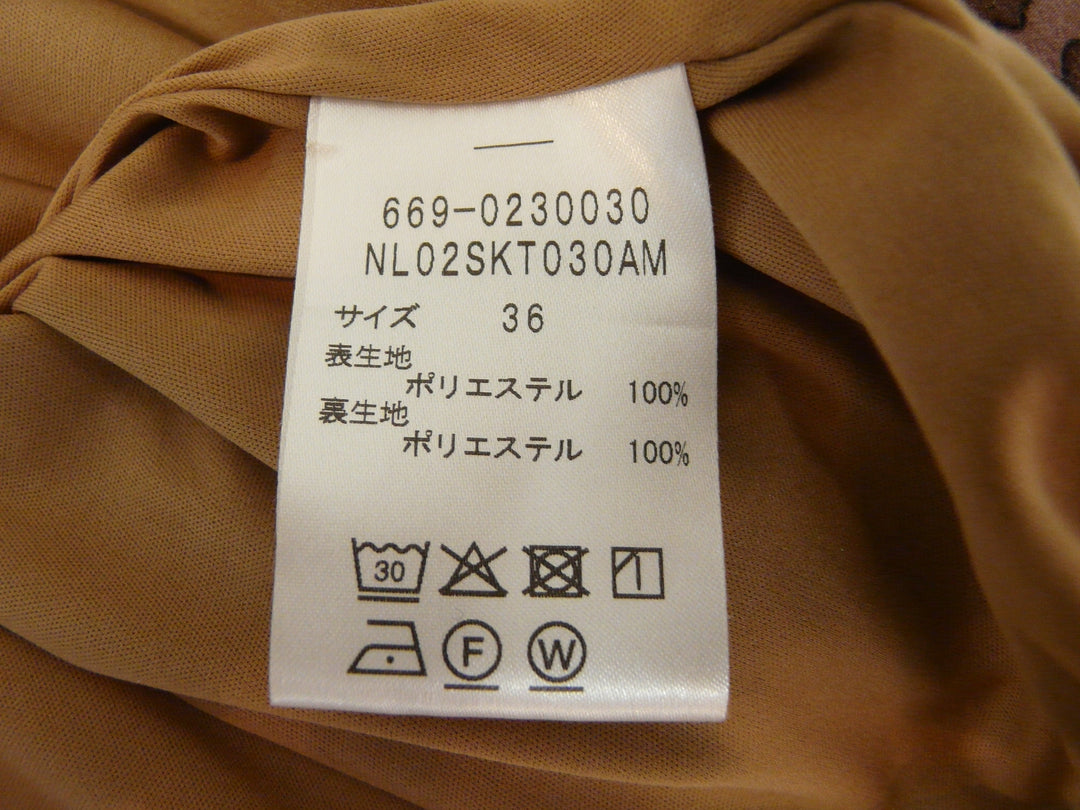 669-0230030
NL02SKT030AM
サイズ 36
表生地
ポリエステル 100%
裏生地
ポリエステル 100%
30
F W